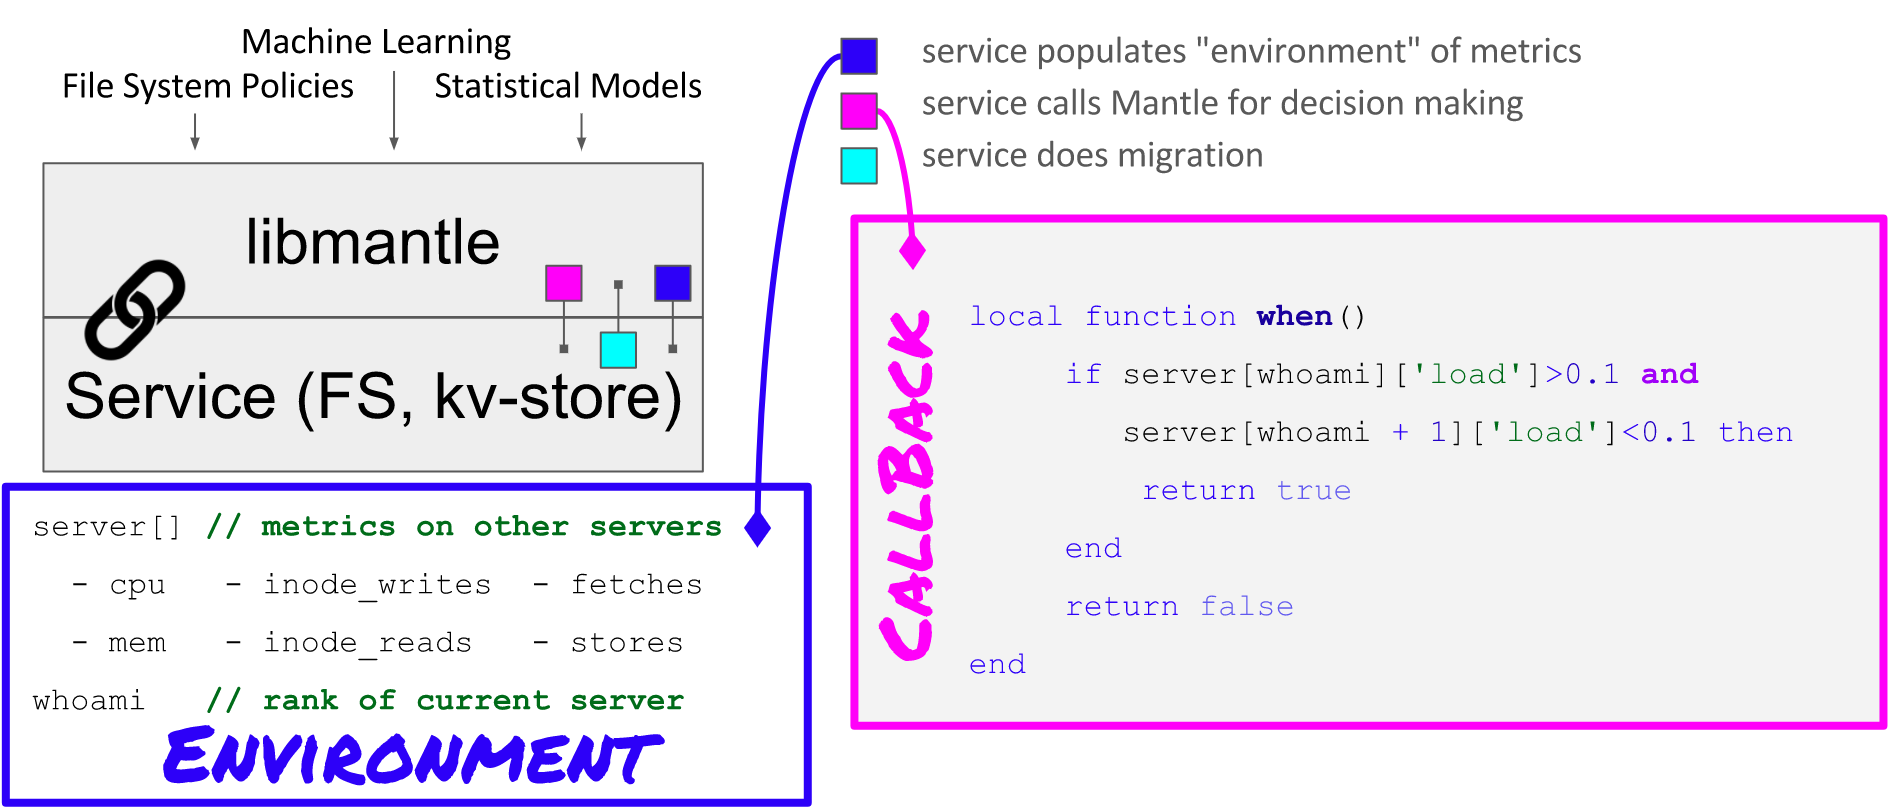 Machine Learning
File System Policies
Statistical Models
libmantle
Service (FS, kv-store)
service populates "environment" of metrics
service calls Mantle for decision making
service does migration
server[] // metrics on other servers
- cpu - inode_writes - fetches
- mem - inode_reads - stores
whoami // rank of current server
ENVIRONMENT
CALLBACK
local function when()
if server[whoami]['load']>0.1 and
server[whoami + 1]['load']<0.1 then
return true
end
return false
end